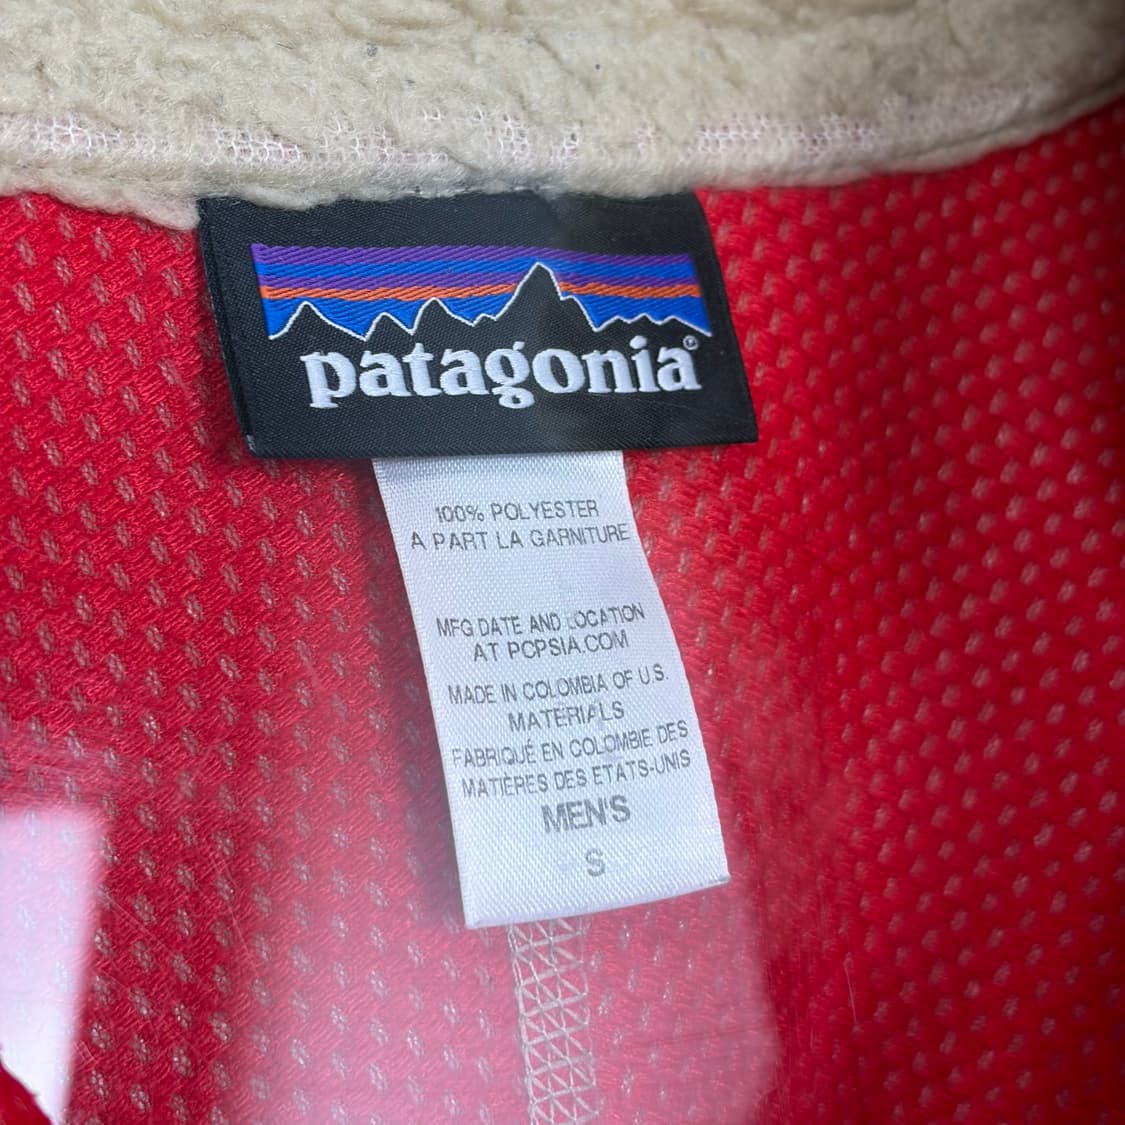 patagonia®
100% POLYESTER
A PART LA GARNITURE
MFG DATE AND LOCATION
AT PCPSIA.COM
MADE IN COLOMBIA OF U.S.
MATERIALS
FABRIQUÉ EN COLOMBIE DES
MATIÈRES DES ETATS-UNIS
MEN'S
S